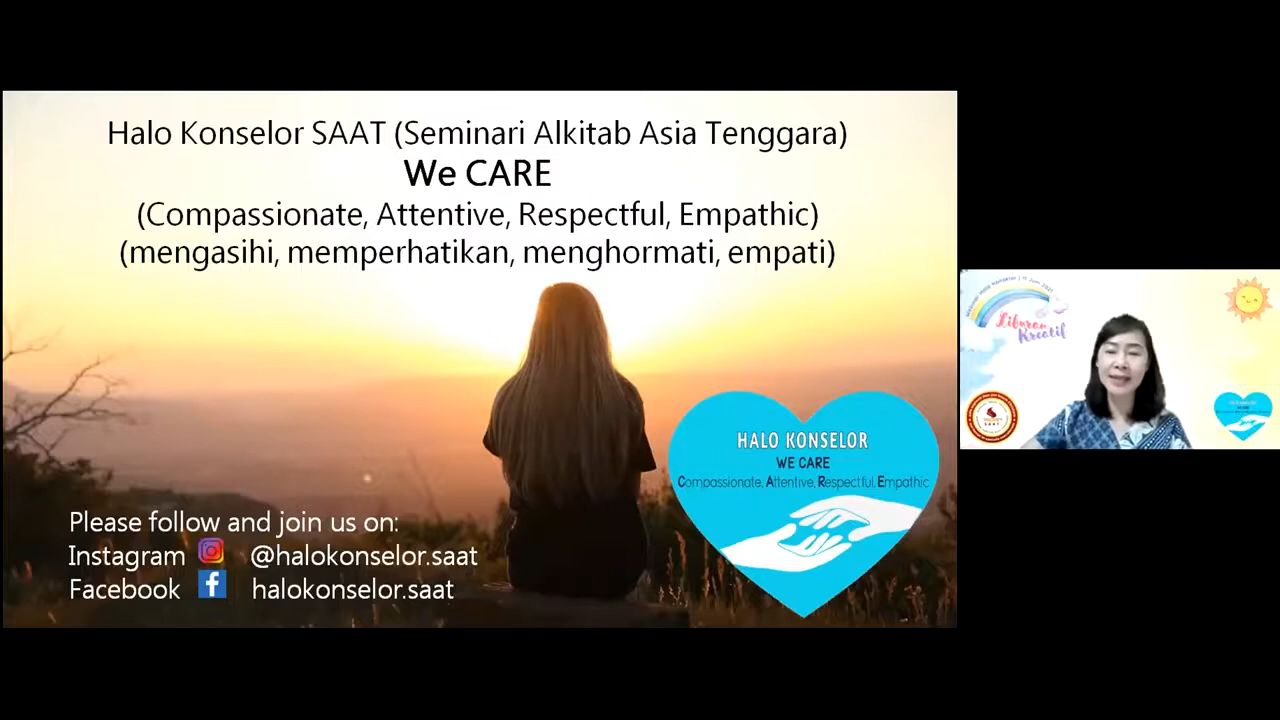 Halo Konselor SAAT (Seminari Alkitab Asia Tenggara)
We CARE
(Compassionate, Attentive, Respectful, Empathic)
(mengasihi, memperhatikan, menghormati, empati)
HALO KONSELOR
WE CARE
Compassionate, Attentive, Respectful, Empathic
Please follow and join us on:
Instagram @halokonselor.saat
Facebook halokonselor.saat
Liburan
Kreatif
SAAT